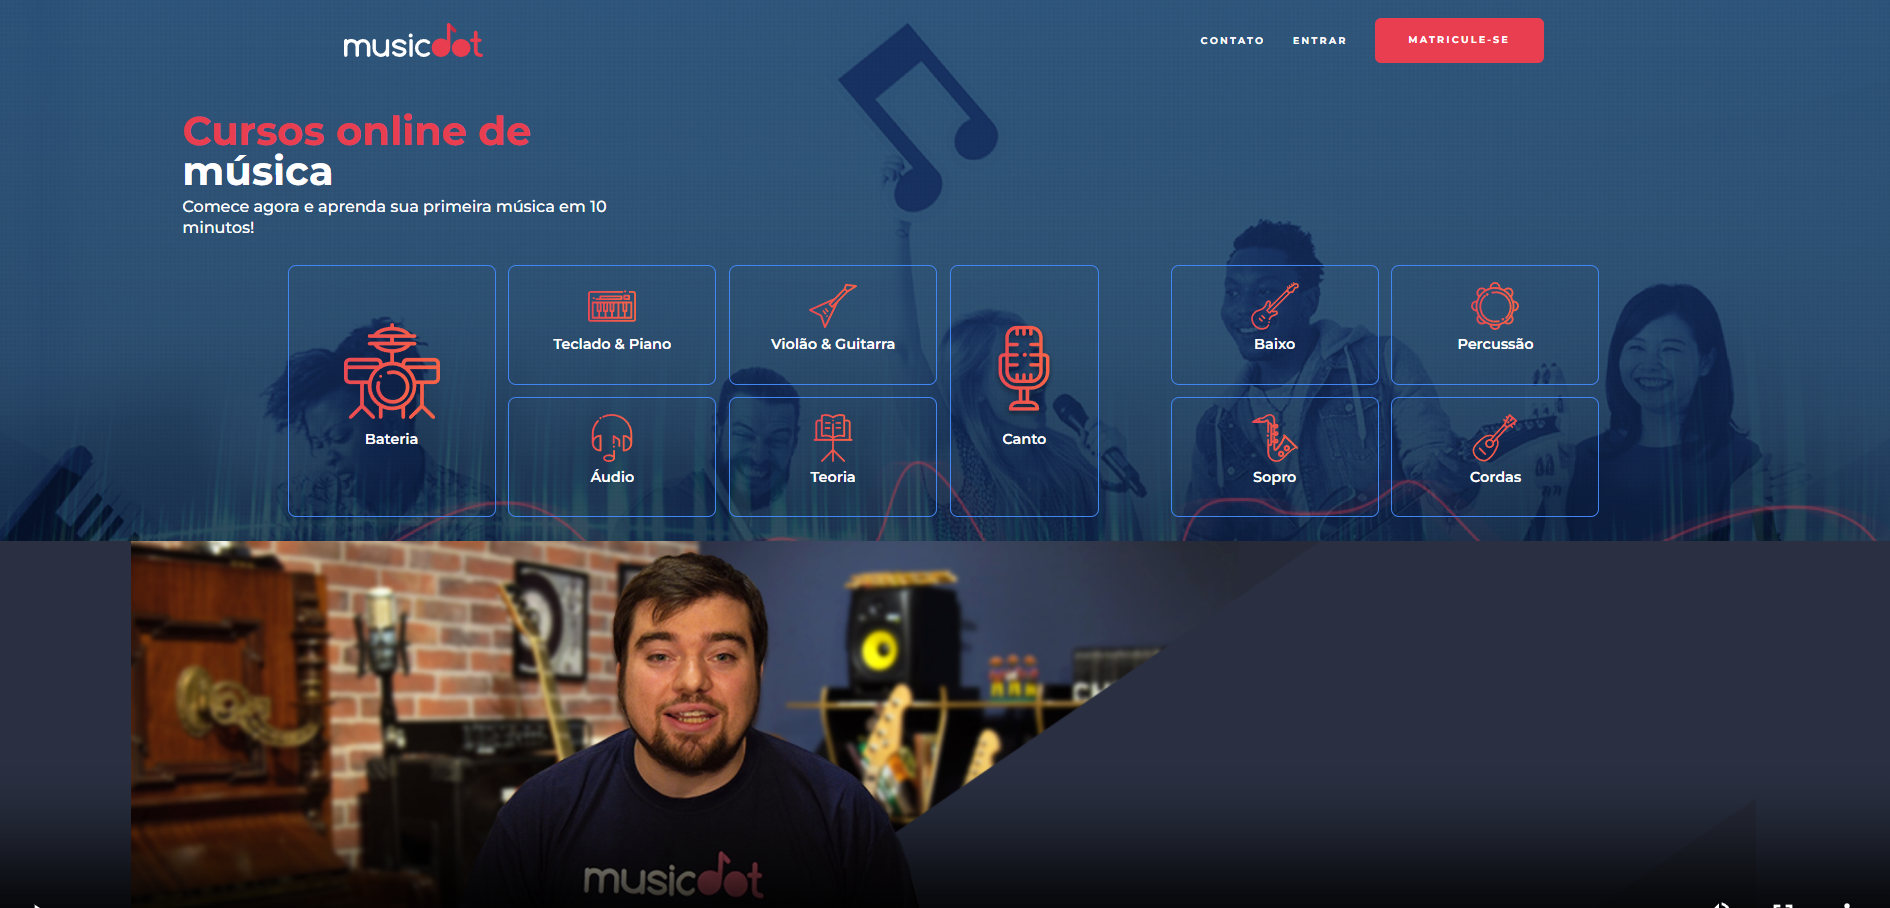 musicdot
CONTATO
ENTRAR
MATRICULE-SE
Cursos online de
música
Comece agora e aprenda sua primeira música em 10
minutos!
Bateria
Teclado & Piano
Violão & Guitarra
Canto
Baixo
Percussão
Áudio
Teoria
Sopro
Cordas
musicdot